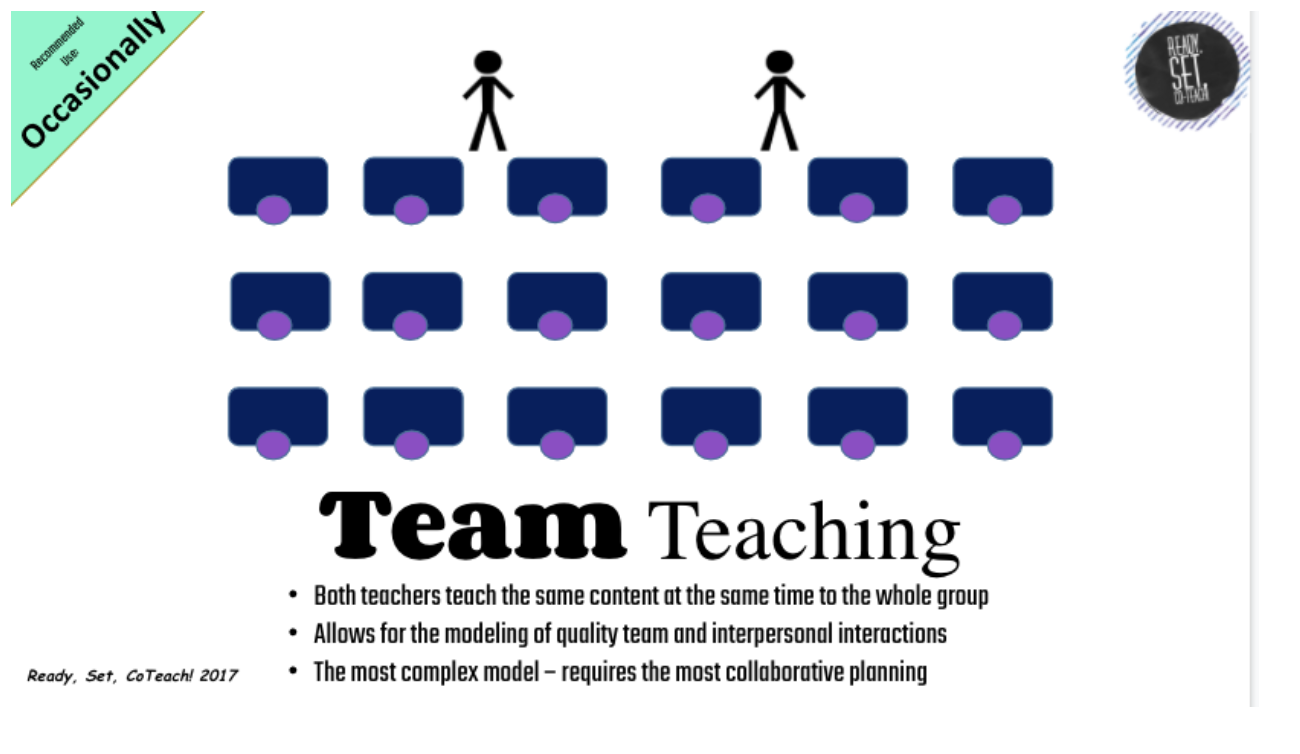 Recommended
Use:
Occasionally
READY,
SET,
CO-TEACH!
Team Teaching
• Both teachers teach the same content at the same time to the whole group
• Allows for the modeling of quality team and interpersonal interactions
• The most complex model – requires the most collaborative planning
Ready, Set, CoTeach! 2017